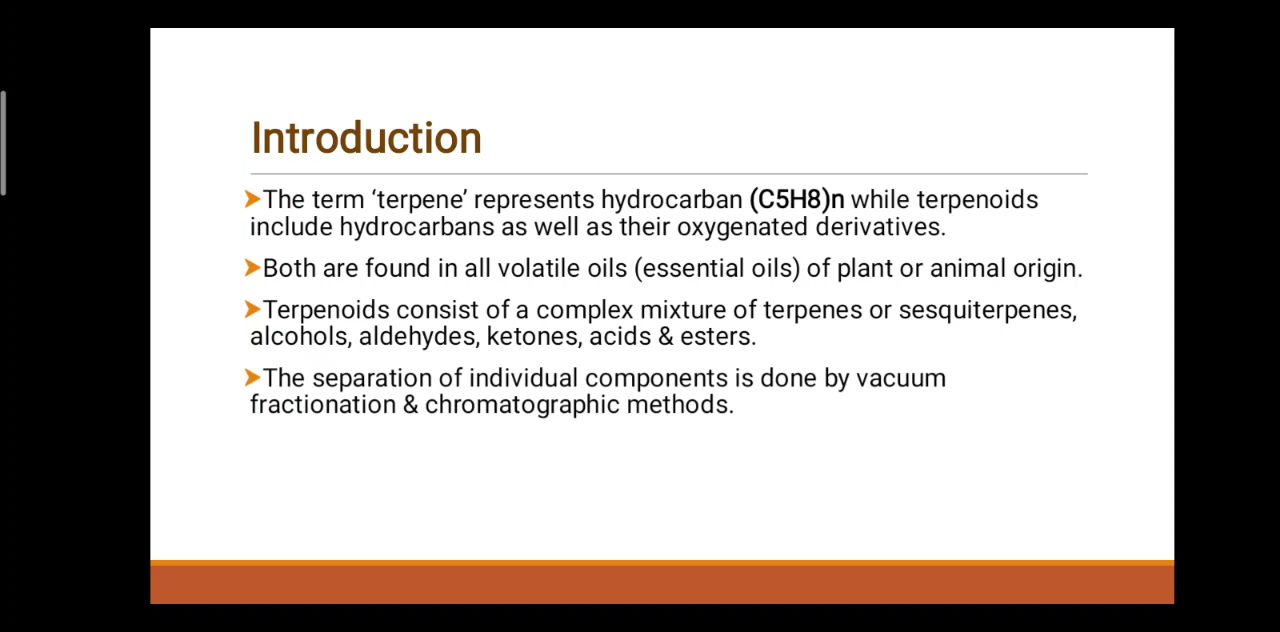 Introduction
➤The term ‘terpene’ represents hydrocarban (C5H8)n while terpenoids
include hydrocarbans as well as their oxygenated derivatives.
➤Both are found in all volatile oils (essential oils) of plant or animal origin.
➤Terpenoids consist of a complex mixture of terpenes or sesquiterpenes,
alcohols, aldehydes, ketones, acids & esters.
➤The separation of individual components is done by vacuum
fractionation & chromatographic methods.